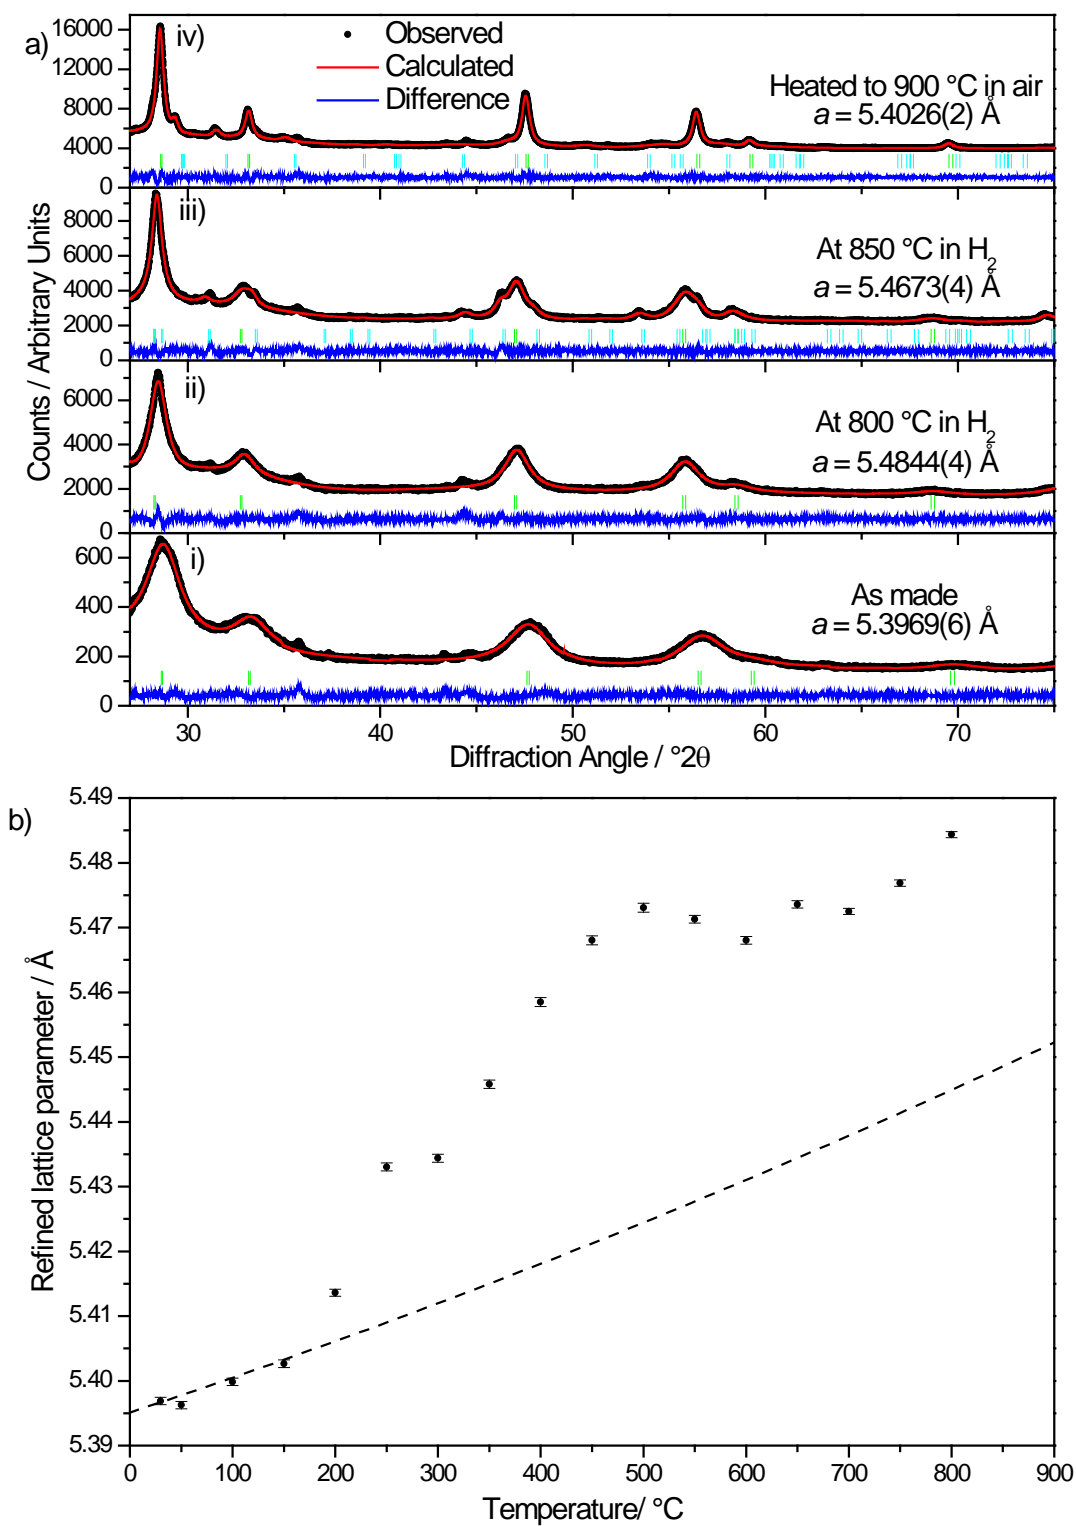 a)
iv)
Observed
Calculated
Difference
Heated to 900 °C in air
a = 5.4026(2) Å
16000
12000
8000
4000
0
iii)
At 850 °C in H2
a = 5.4673(4) Å
8000
6000
4000
2000
0
ii)
At 800 °C in H2
a = 5.4844(4) Å
6000
4000
2000
0
i)
As made
a = 5.3969(6) Å
600
400
200
0
Counts / Arbitrary Units
30 40 50 60 70
Diffraction Angle / °2θ
b)
5.49
5.48
5.47
5.46
5.45
5.44
5.43
5.42
5.41
5.40
5.39
Refined lattice parameter / Å
0 100 200 300 400 500 600 700 800 900
Temperature/ °C